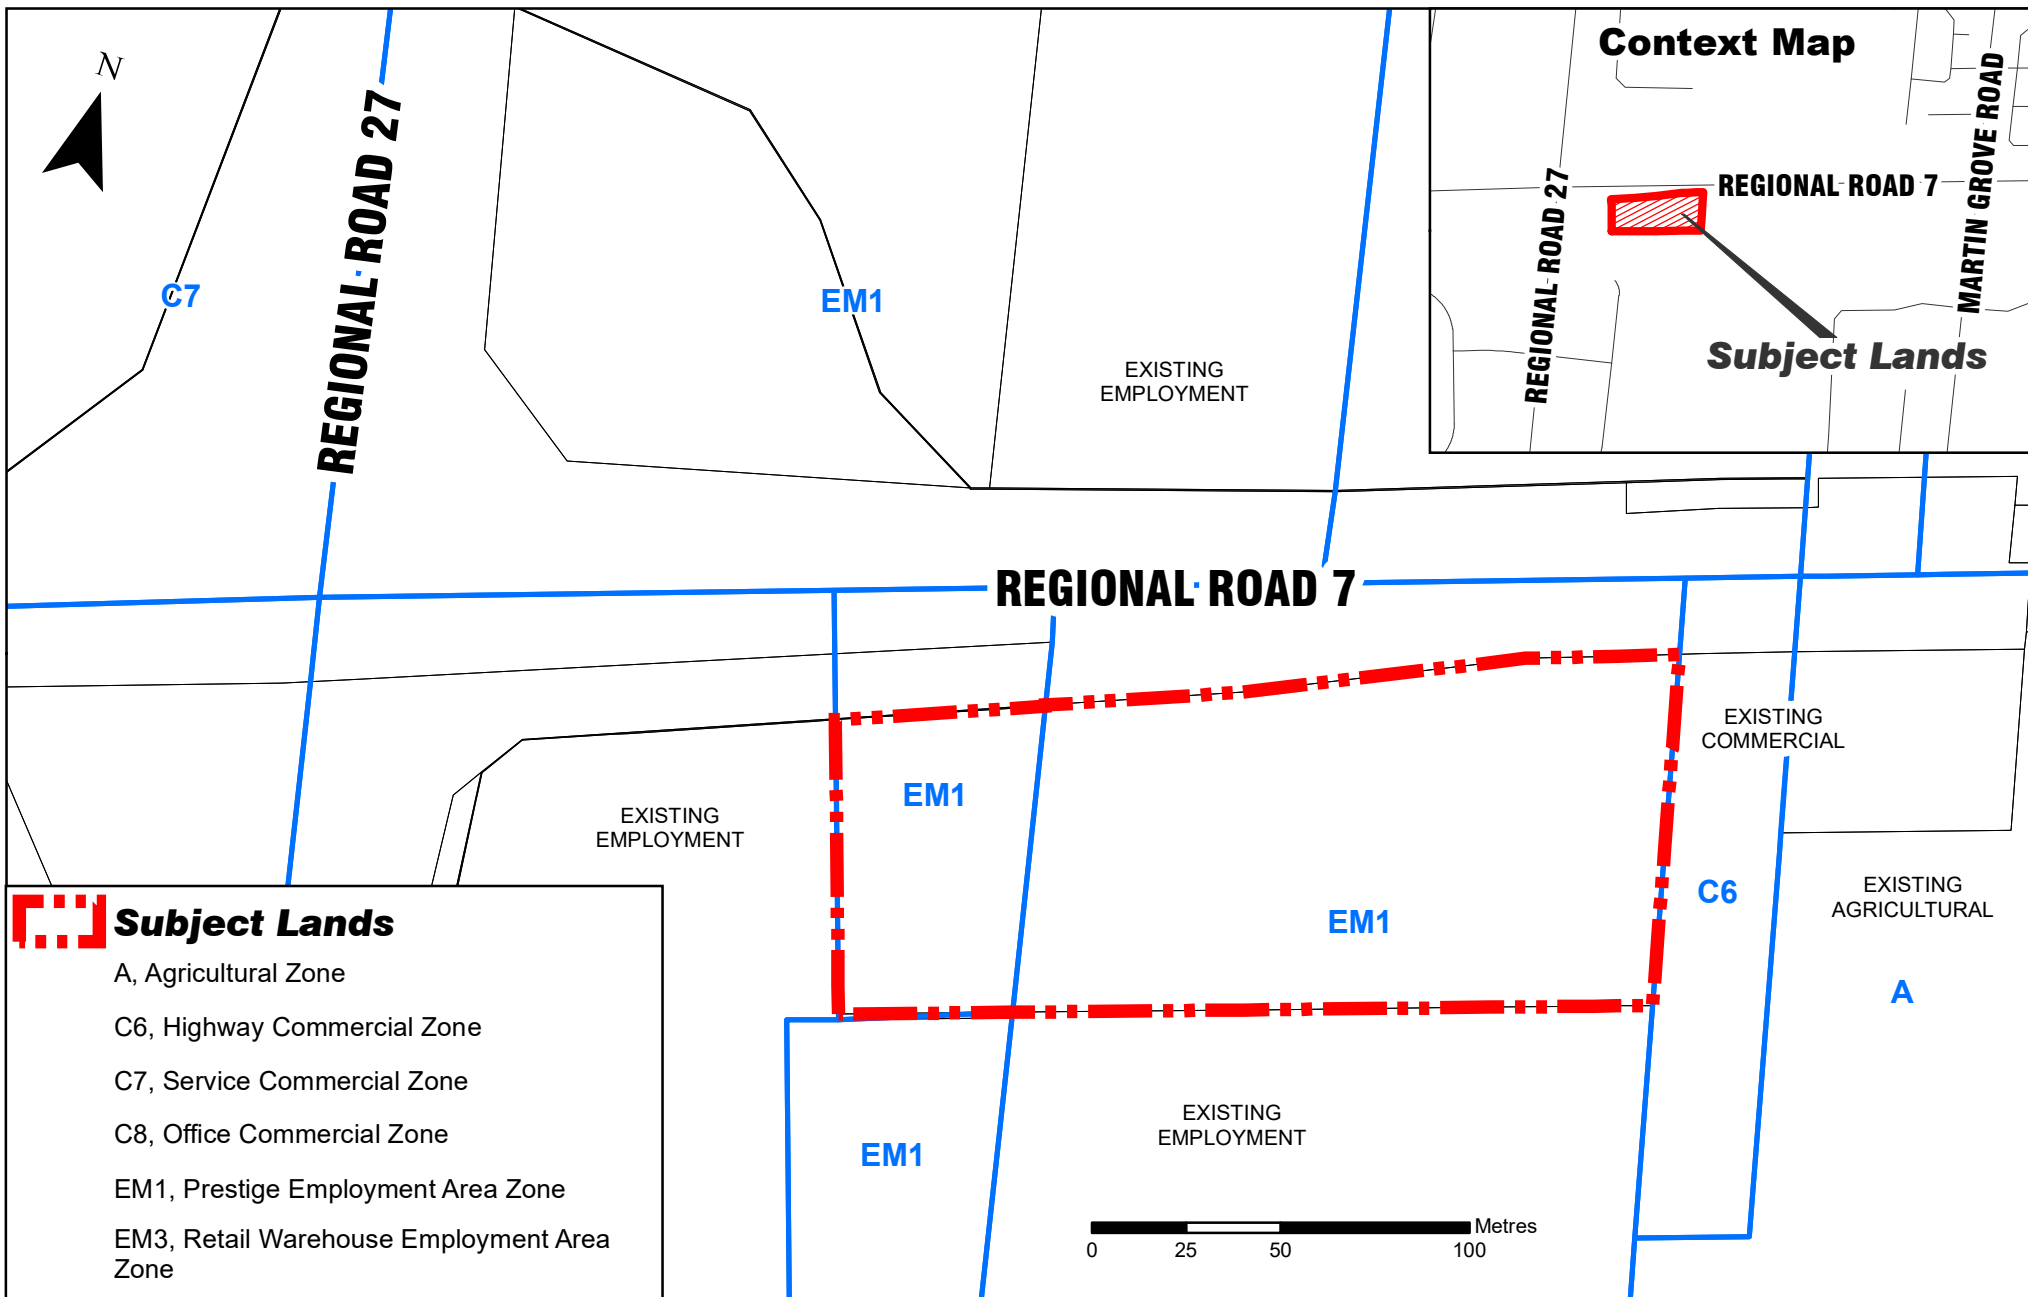 N
REGIONAL ROAD 27
C7
EM1
EXISTING
EMPLOYMENT
Context Map
REGIONAL ROAD 27
REGIONAL ROAD 7
MARTIN GROVE ROAD
Subject Lands
REGIONAL ROAD 7
EXISTING
COMMERCIAL
EM1
EXISTING
EMPLOYMENT
EM1
C6
EXISTING
AGRICULTURAL
A
EXISTING
EMPLOYMENT
EM1
Subject Lands
A, Agricultural Zone
C6, Highway Commercial Zone
C7, Service Commercial Zone
C8, Office Commercial Zone
EM1, Prestige Employment Area Zone
EM3, Retail Warehouse Employment Area
Zone
Metres
0 25 50 100